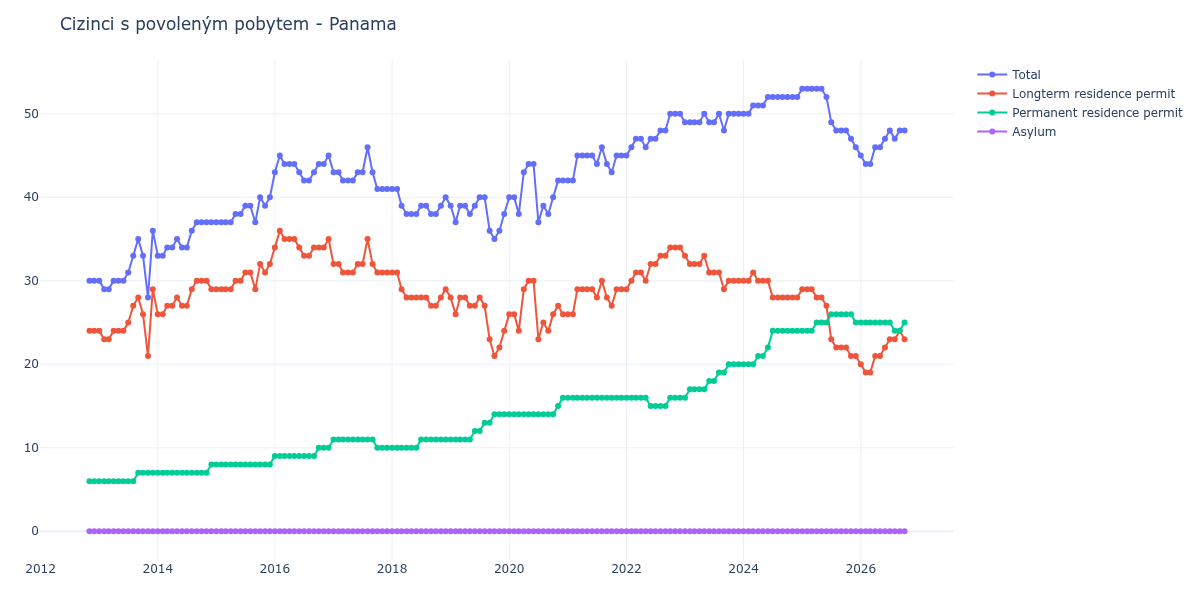 Cizinci s povoleným pobytem - Panama
Total
Longterm residence permit
Permanent residence permit
Asylum
50
40
30
20
10
0
2012
2014
2016
2018
2020
2022
2024
2026